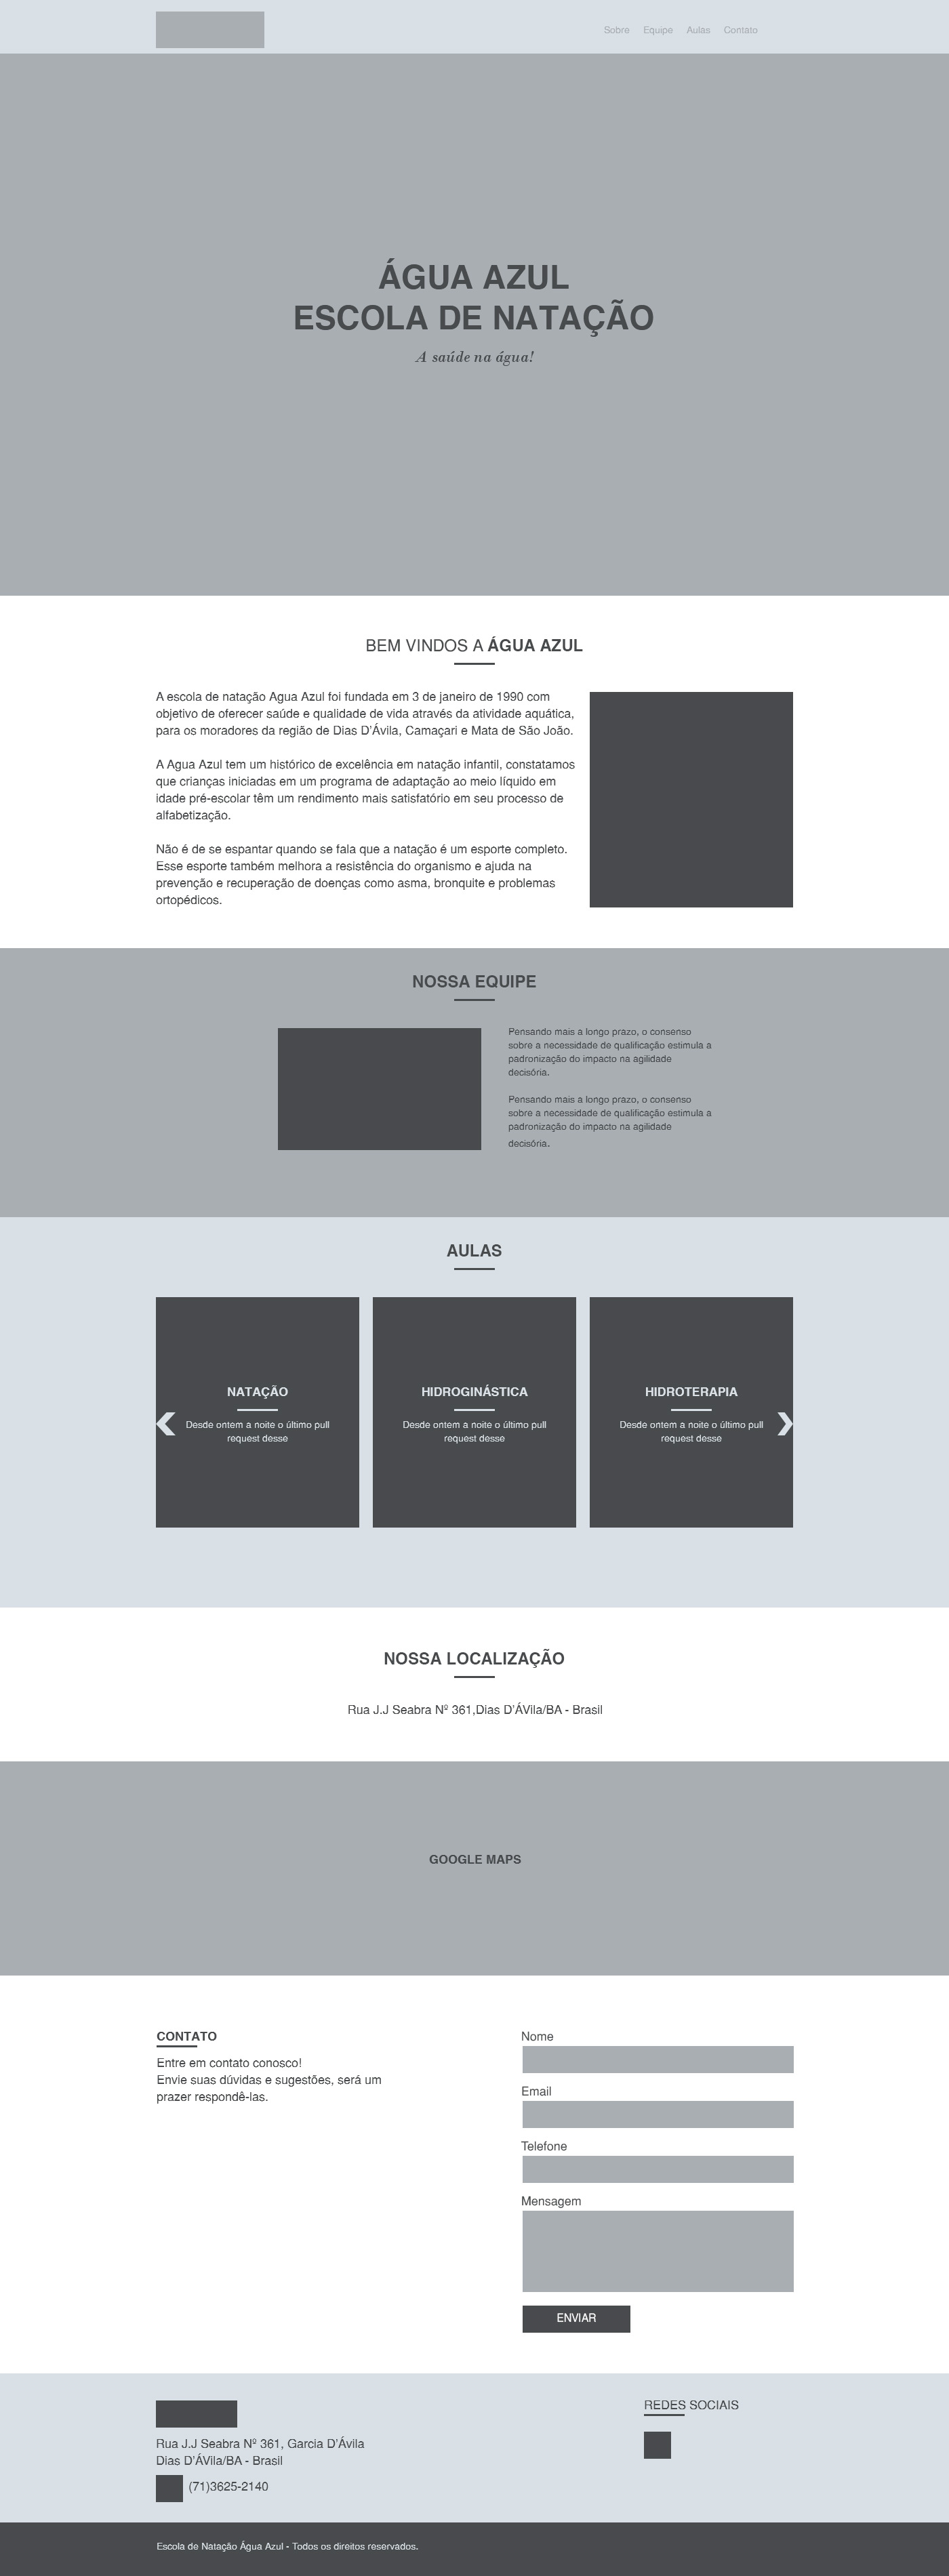 Sobre Equipe Aulas Contato
ÁGUA AZUL
ESCOLA DE NATAÇÃO
A saúde na água!
BEM VINDOS A ÁGUA AZUL
A escola de natação Agua Azul foi fundada em 3 de janeiro de 1990 com
objetivo de oferecer saúde e qualidade de vida através da atividade aquática,
para os moradores da região de Dias D'Ávila, Camaçari e Mata de São João.
A Agua Azul tem um histórico de excelência em natação infantil, constatamos
que crianças iniciadas em um programa de adaptação ao meio líquido em
idade pré-escolar têm um rendimento mais satisfatório em seu processo de
alfabetização.
Não é de se espantar quando se fala que a natação é um esporte completo.
Esse esporte também melhora a resistência do organismo e ajuda na
prevenção e recuperação de doenças como asma, bronquite e problemas
ortopédicos.
NOSSA EQUIPE
Pensando mais a longo prazo, o consenso
sobre a necessidade de qualificação estimula a
padronização do impacto na agilidade
decisória.
Pensando mais a longo prazo, o consenso
sobre a necessidade de qualificação estimula a
padronização do impacto na agilidade
decisória.
AULAS
NATAÇÃO
Desde ontem a noite o último pull
request desse
HIDROGINÁSTICA
Desde ontem a noite o último pull
request desse
HIDROTERAPIA
Desde ontem a noite o último pull
request desse
NOSSA LOCALIZAÇÃO
Rua J.J Seabra Nº 361,Dias D'ÁVila/BA - Brasil
GOOGLE MAPS
CONTATO
Entre em contato conosco!
Envie suas dúvidas e sugestões, será um
prazer respondê-las.
Nome
Email
Telefone
Mensagem
ENVIAR
Rua J.J Seabra Nº 361, Garcia D'Ávila
Dias D'ÁVila/BA - Brasil
(71)3625-2140
REDES SOCIAIS
Escola de Natação Água Azul - Todos os direitos reservados.